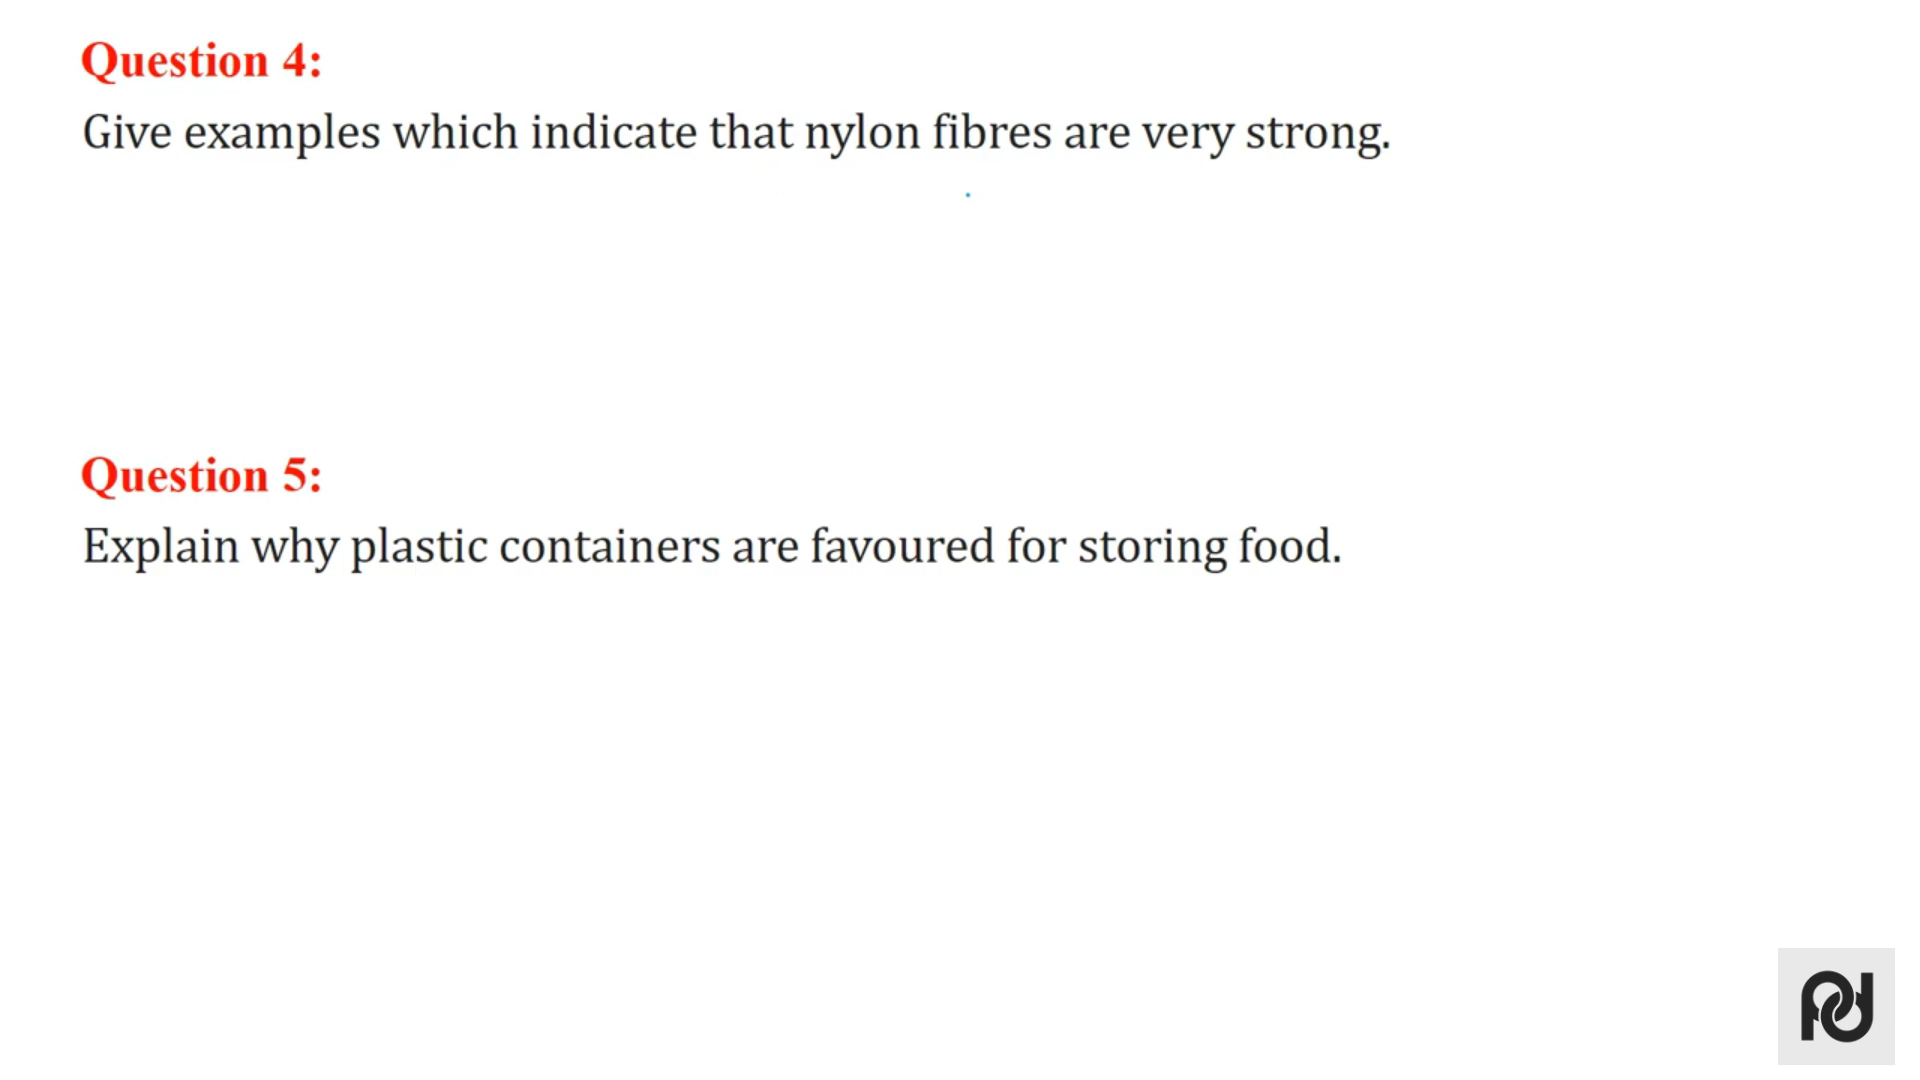 Question 4:
Give examples which indicate that nylon fibres are very strong.
Question 5:
Explain why plastic containers are favoured for storing food.